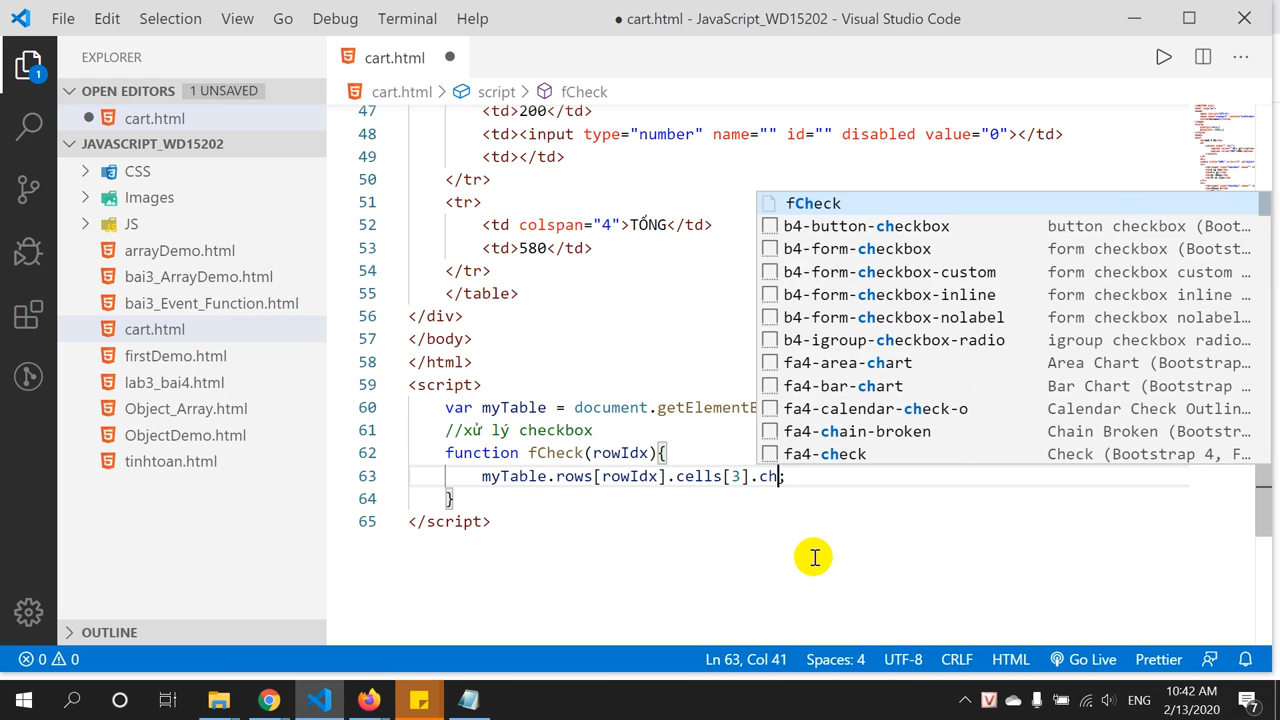 File Edit Selection View Go Debug Terminal Help
● cart.html - JavaScript_WD15202 - Visual Studio Code
EXPLORER
OPEN EDITORS 1 UNSAVED
cart.html
JAVASCRIPT_WD15202
CSS
Images
JS
arrayDemo.html
bai3_ArrayDemo.html
bai3_Event_Function.html
cart.html
firstDemo.html
lab3_bai4.html
Object_Array.html
ObjectDemo.html
tinhtoan.html
OUTLINE
1
cart.html
cart.html > script > fCheck
47 <td>200</td>
48 <td><input type="number" name="" id="" disabled value="0"></td>
49 <td></td>
50 </tr>
51 <tr>
52 <td colspan="4">TỔNG</td>
53 <td>580</td>
54 </tr>
55 </table>
56 </div>
57 </body>
58 </html>
59 <script>
60 var myTable = document.getElementB
61 //xử lý checkbox
62 function fCheck(rowIdx){
63 myTable.rows[rowIdx].cells[3].ch;
64 }
65 </script>
fCheck
b4-button-checkbox button checkbox (Boot…
b4-form-checkbox form checkbox (Bootst…
b4-form-checkbox-custom form checkbox custom …
b4-form-checkbox-inline form checkbox inline …
b4-form-checkbox-nolabel form checkbox nolabe…
b4-igroup-checkbox-radio igroup checkbox radio…
fa4-area-chart Area Chart (Bootstrap…
fa4-bar-chart Bar Chart (Bootstrap …
fa4-calendar-check-o Calendar Check Outlin…
fa4-chain-broken Chain Broken (Bootstr…
fa4-check Check (Bootstrap 4, F…
0 0
Ln 63, Col 41 Spaces: 4 UTF-8 CRLF HTML Go Live Prettier
ENG
10:42 AM
2/13/2020
7